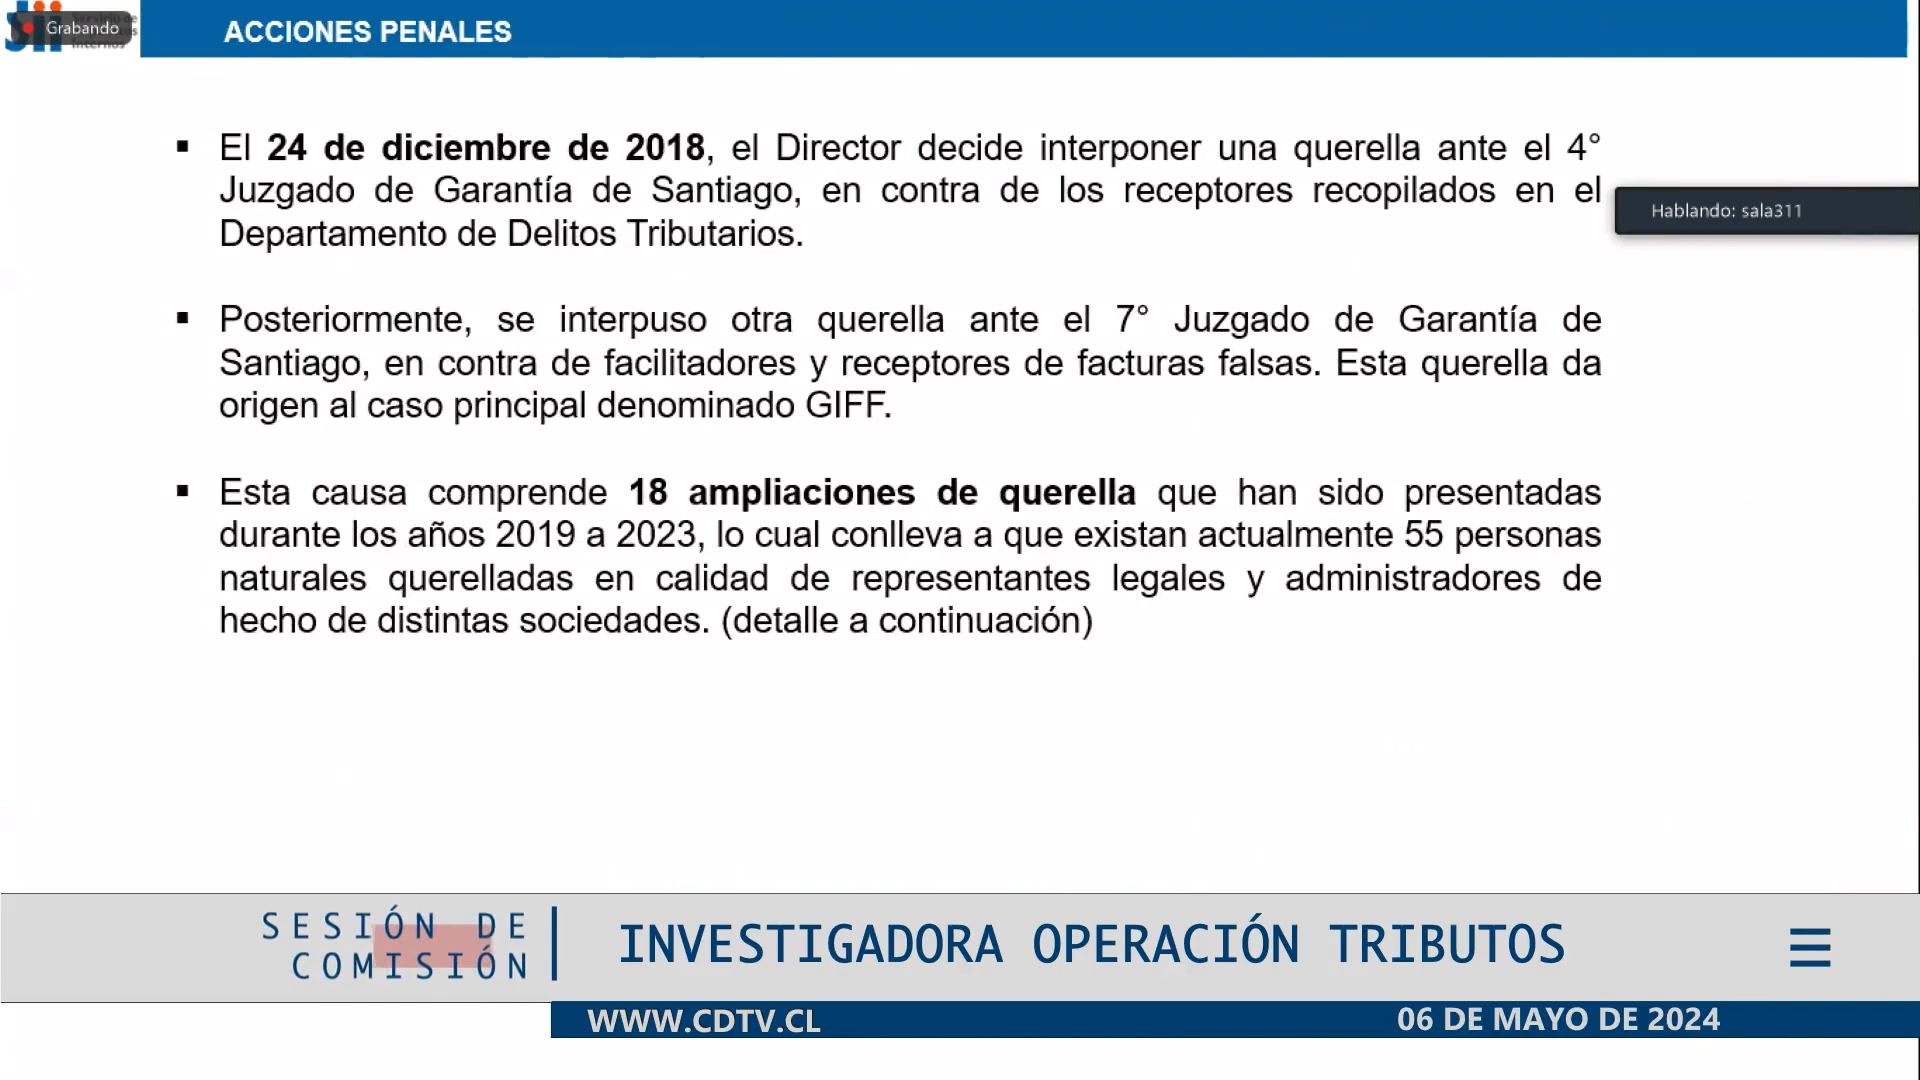 Grabando
ACCIONES PENALES
▪ El 24 de diciembre de 2018, el Director decide interponer una querella ante el 4°
Juzgado de Garantía de Santiago, en contra de los receptores recopilados en el
Departamento de Delitos Tributarios.
Hablando: sala311
▪ Posteriormente, se interpuso otra querella ante el 7° Juzgado de Garantía de
Santiago, en contra de facilitadores y receptores de facturas falsas. Esta querella da
origen al caso principal denominado GIFF.
▪ Esta causa comprende 18 ampliaciones de querella que han sido presentadas
durante los años 2019 a 2023, lo cual conlleva a que existan actualmente 55 personas
naturales querelladas en calidad de representantes legales y administradores de
hecho de distintas sociedades. (detalle a continuación)
SESIÓN DE
COMISIÓN
INVESTIGADORA OPERACIÓN TRIBUTOS
WWW.CDTV.CL
06 DE MAYO DE 2024